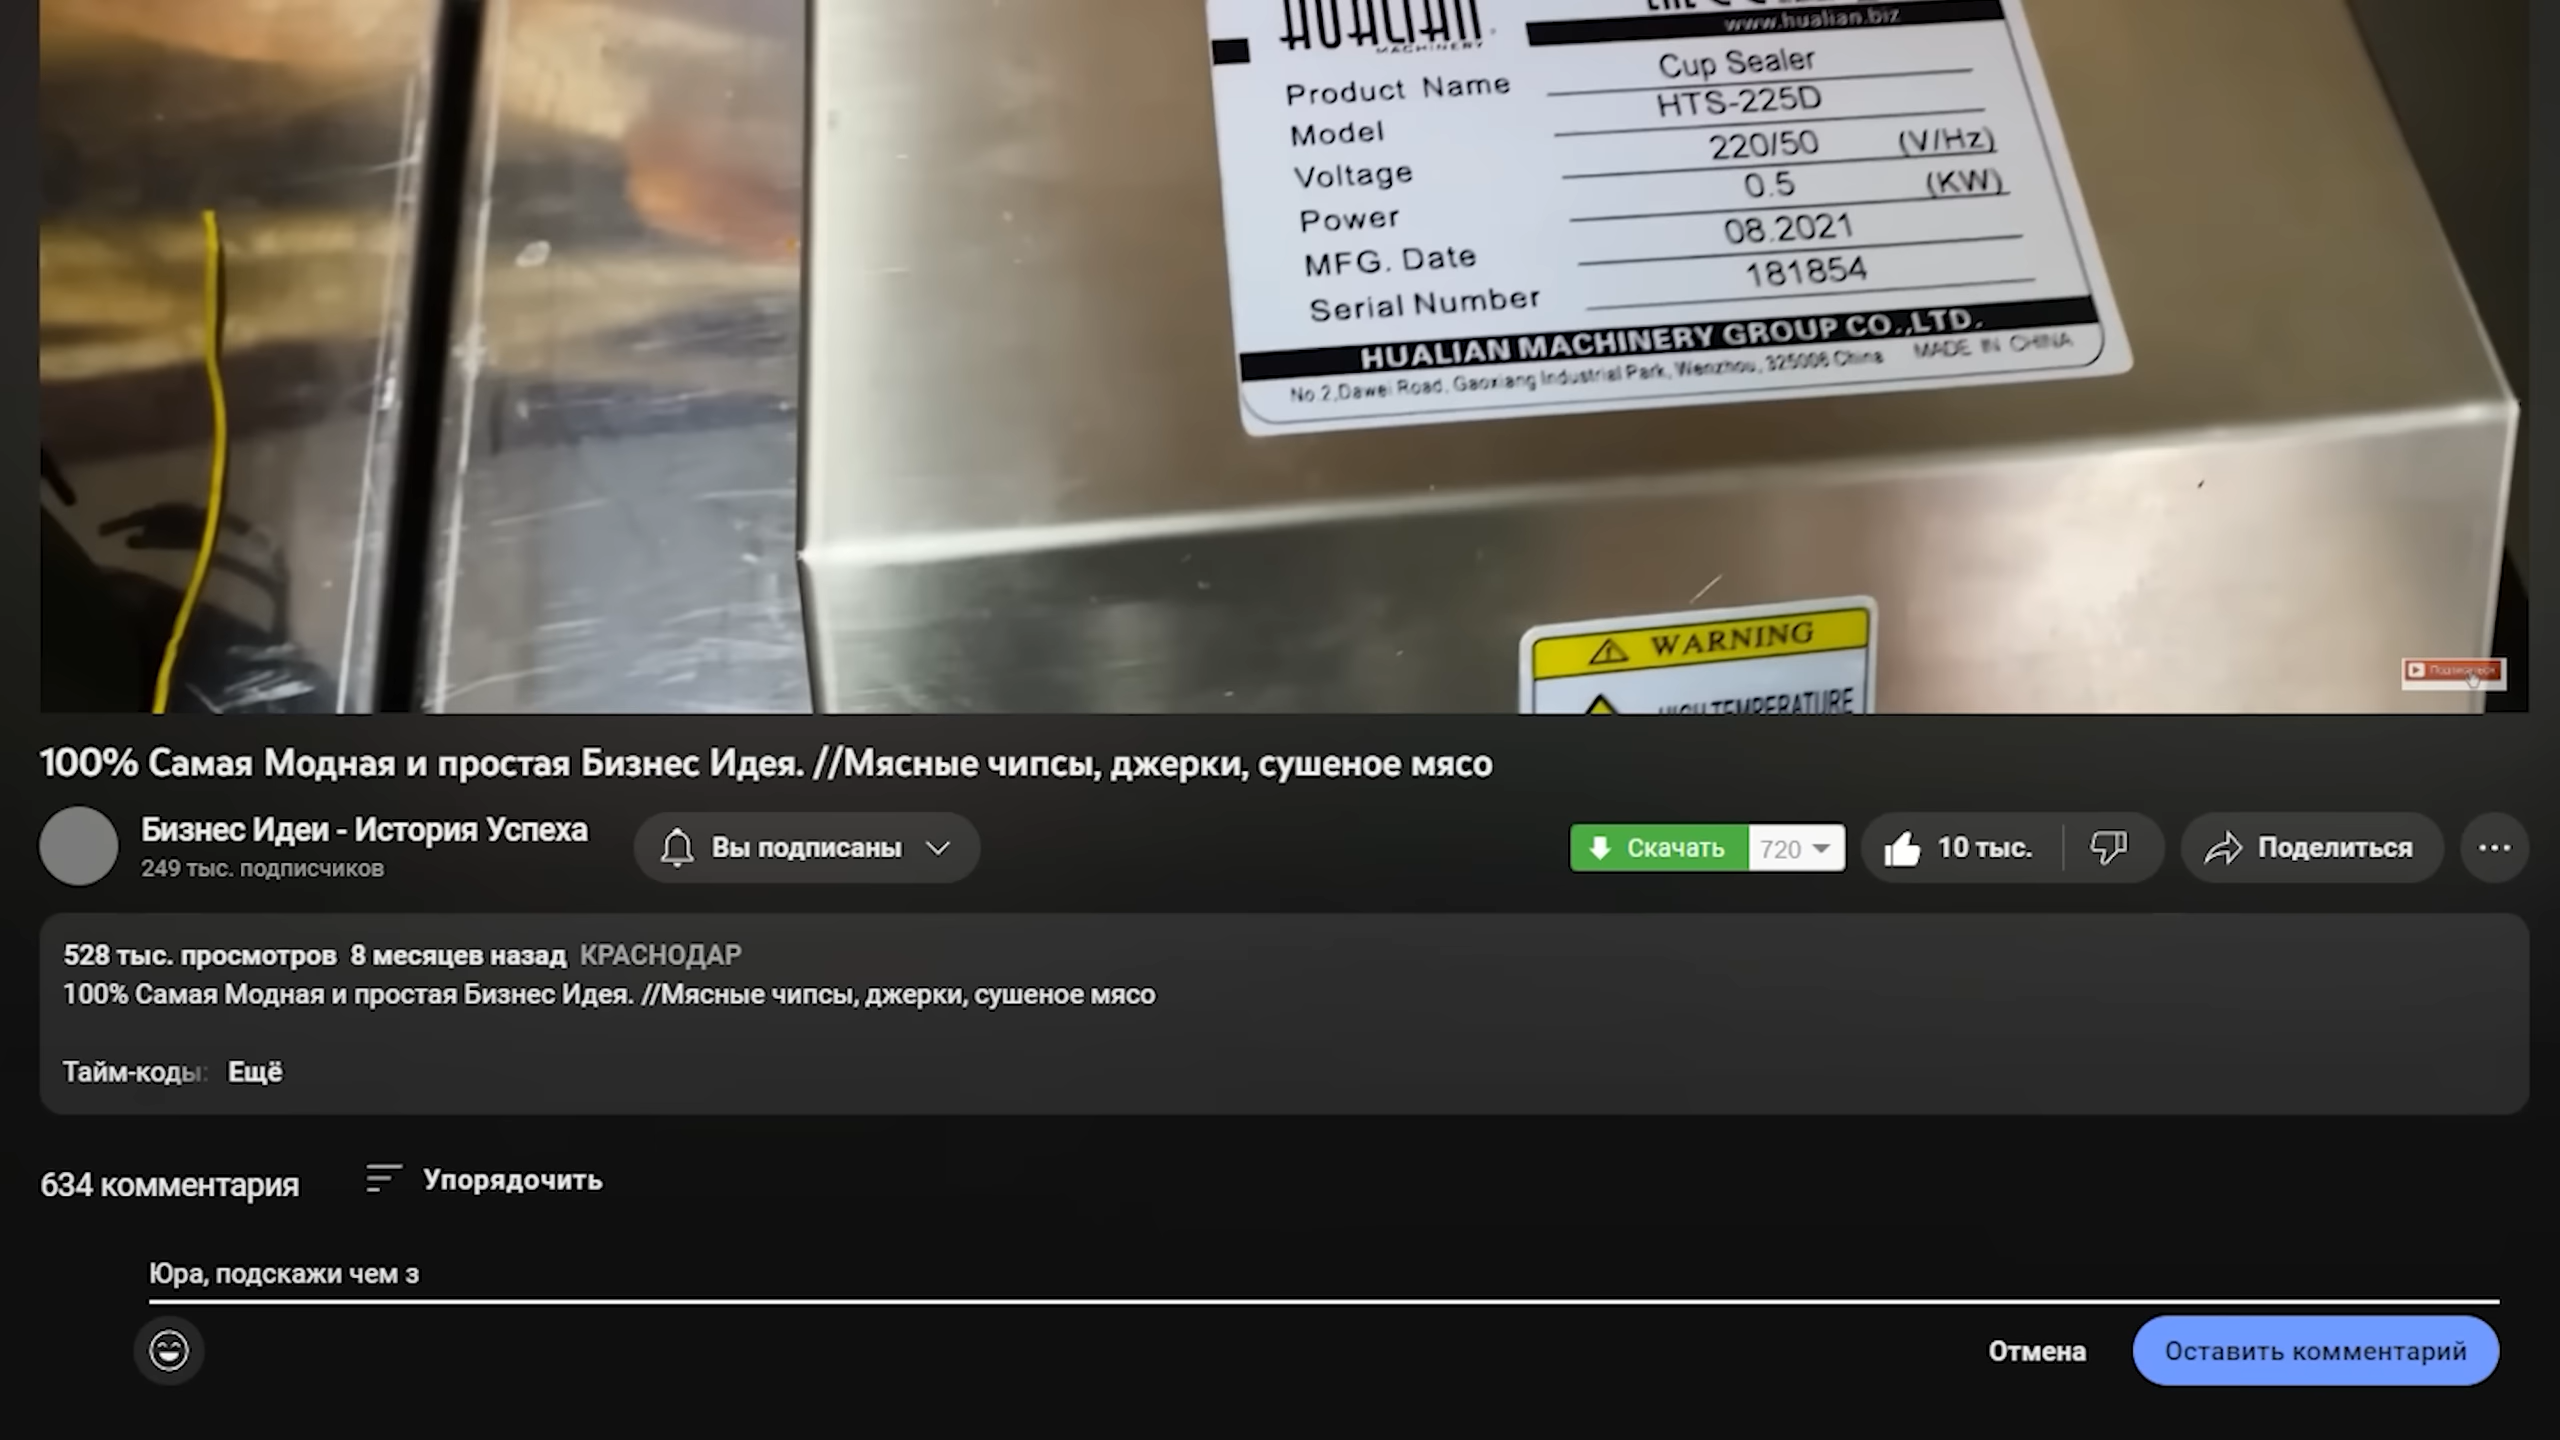 HUALIAN
MACHINERY
www.hualian.biz
Product Name Cup Sealer
Model HTS-225D
Voltage 220/50 (V/Hz)
Power 0.5 (KW)
MFG. Date 08.2021
Serial Number 181854
HUALIAN MACHINERY GROUP CO.,LTD.
No.2,Dawei Road, Gaoxiang Industrial Park, Wenzhou, 325006 China MADE IN CHINA
WARNING
HIGH TEMPERATURE
Подписаться
100% Самая Модная и простая Бизнес Идея. //Мясные чипсы, джерки, сушеное мясо
Бизнес Идеи - История Успеха
249 тыс. подписчиков
Вы подписаны
Скачать 720
10 тыс.
Поделиться
528 тыс. просмотров 8 месяцев назад КРАСНОДАР
100% Самая Модная и простая Бизнес Идея. //Мясные чипсы, джерки, сушеное мясо
Тайм-коды: Ещё
634 комментария
Упорядочить
Юра, подскажи чем з
Отмена
Оставить комментарий